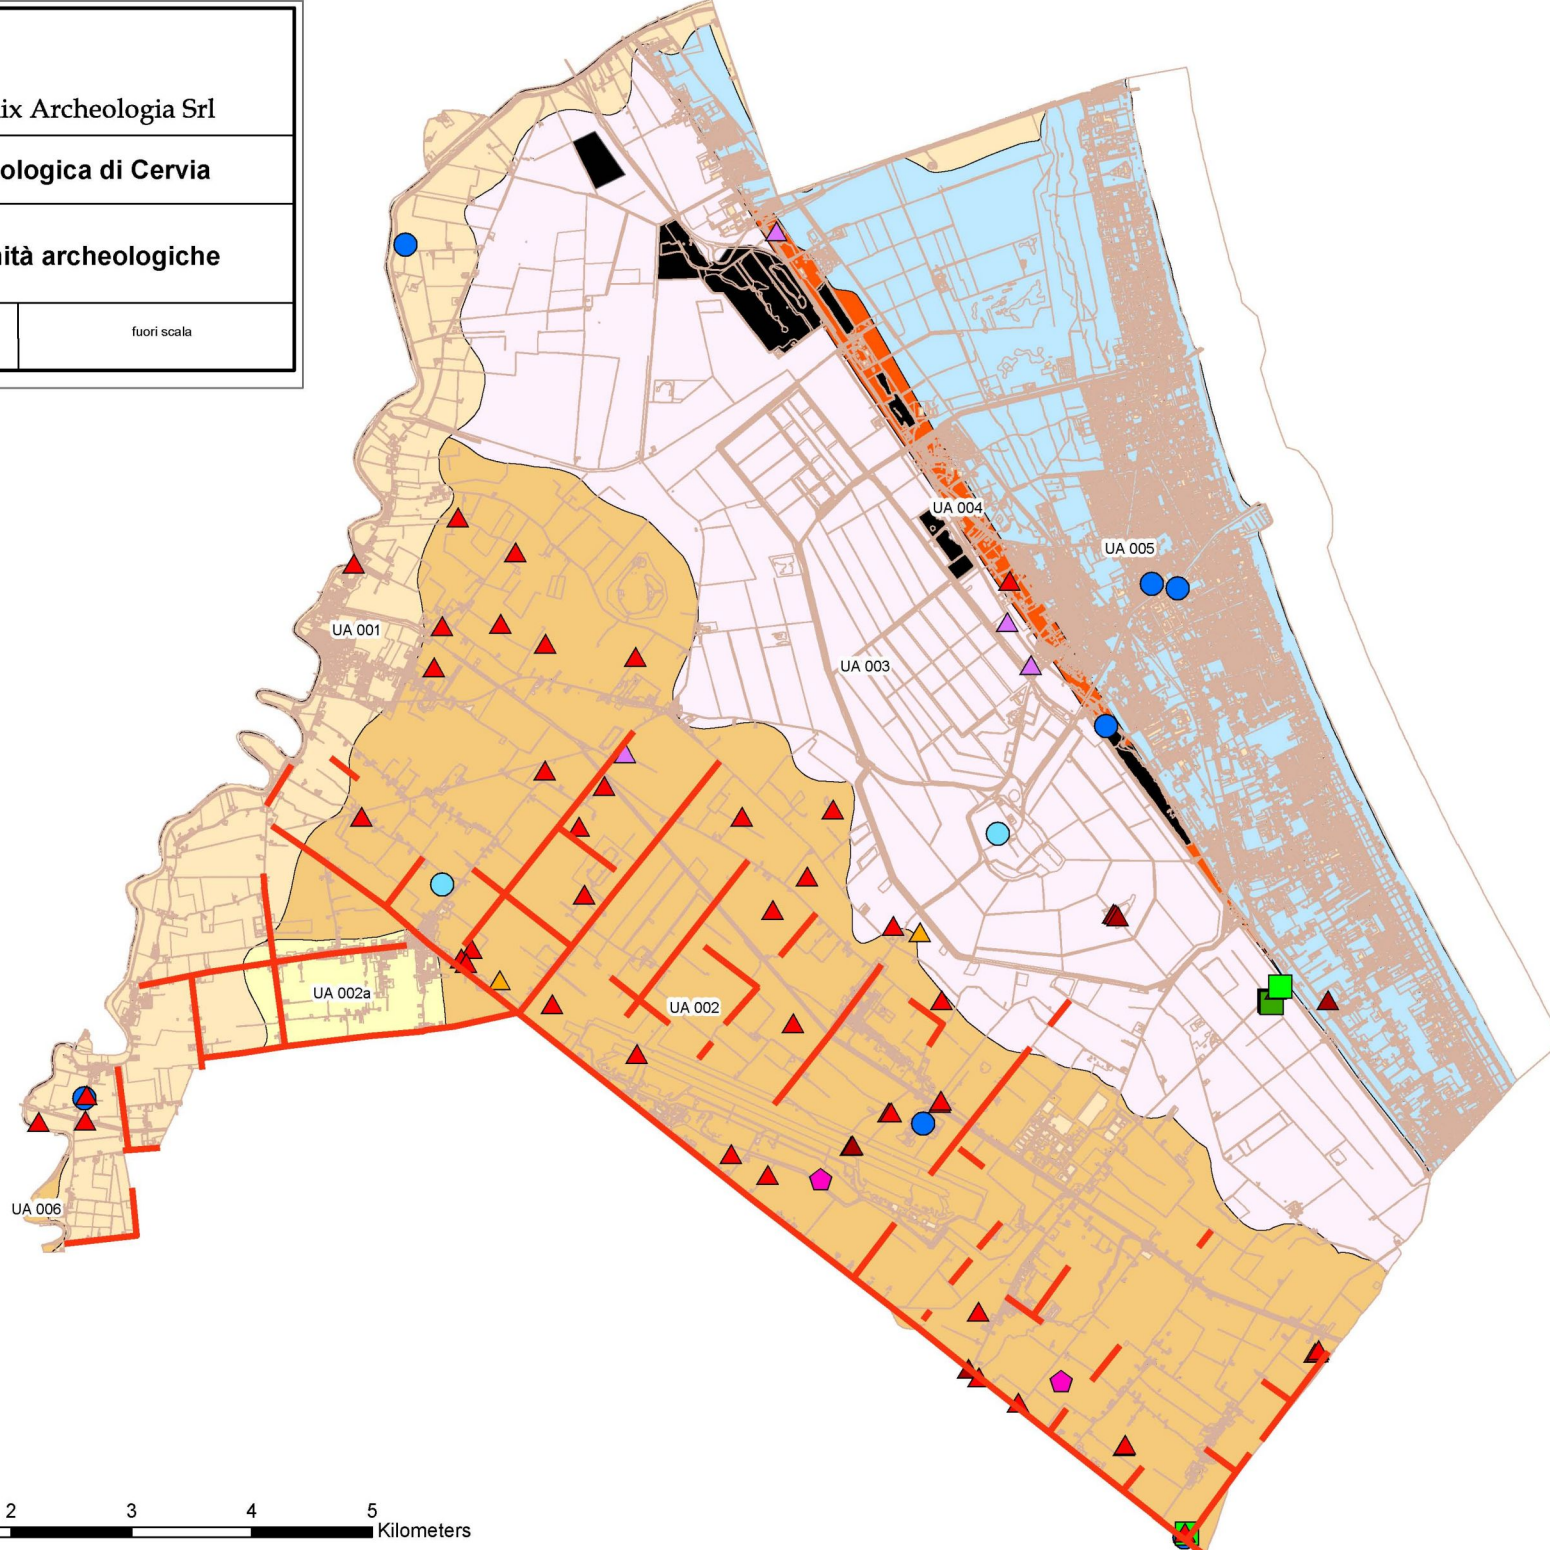 ix Archeologia Srl
ologica di Cervia
ità archeologiche
fuori scala
UA 004
UA 005
UA 001
UA 003
UA 002a
UA 002
UA 006
2 3 4 5
Kilometers